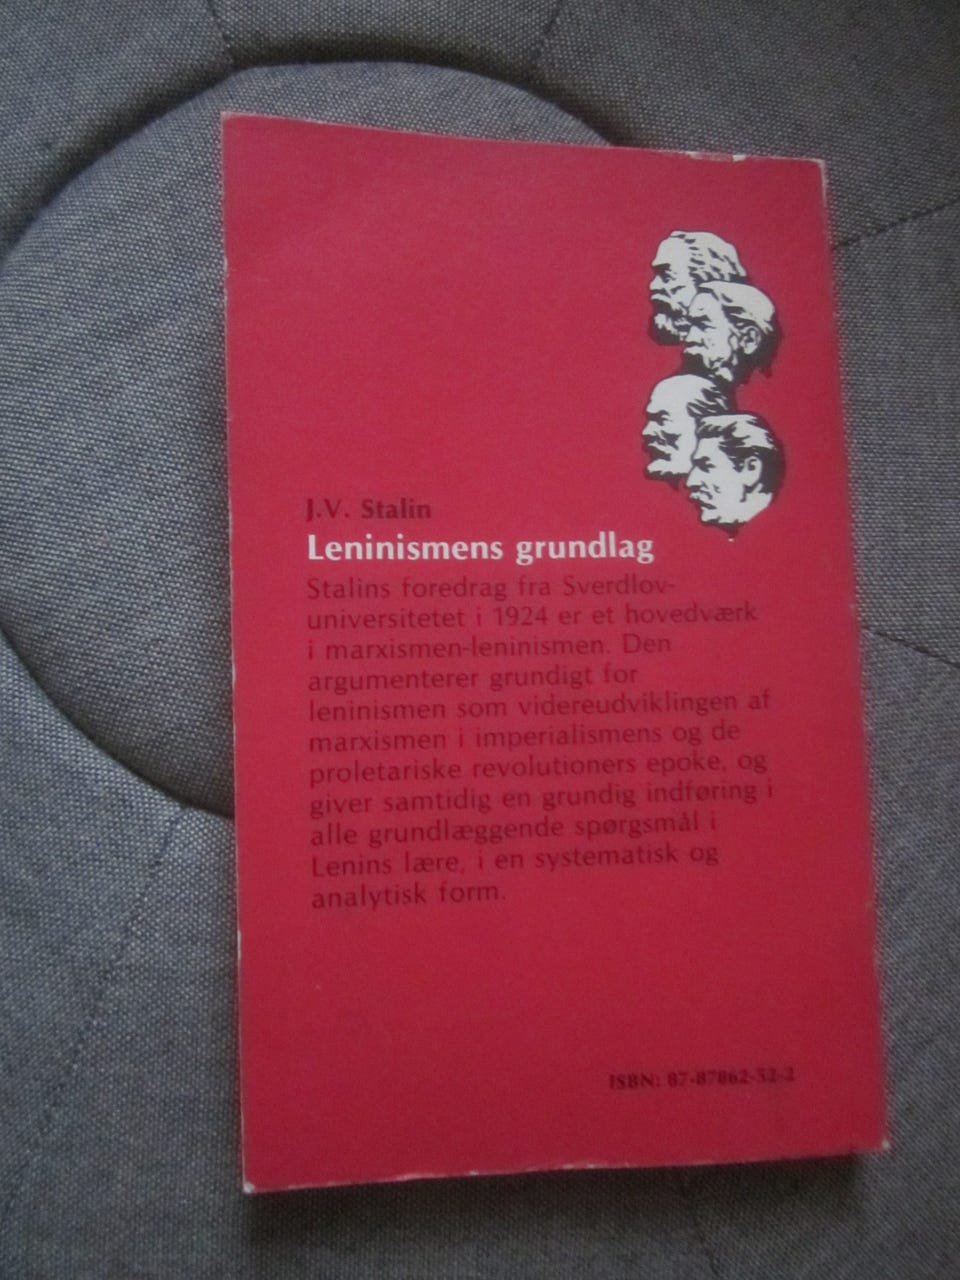 J.V. Stalin
Leninismens grundlag
Stalins foredrag fra Sverdlov-
universitetet i 1924 er et hovedværk
i marxismen-leninismen. Den
argumenterer grundigt for
leninismen som videreudviklingen af
marxismen i imperialismens og de
proletariske revolutioners epoke, og
giver samtidig en grundig indføring i
alle grundlæggende spørgsmål i
Lenins lære, i en systematisk og
analytisk form.
ISBN: 87-87862-52-2